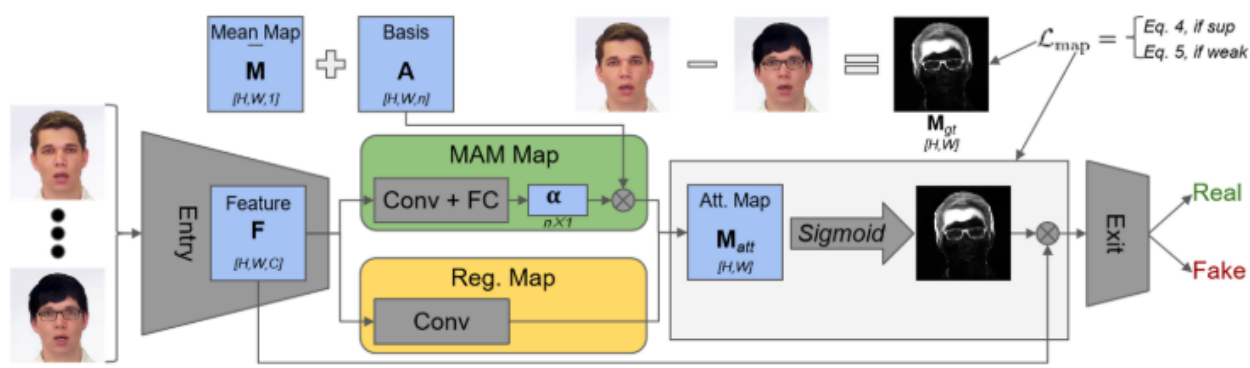 Mean Map
M̅
[H,W,1]
Basis
A
[H,W,n]
ℒmap = Eq. 4, if sup
Eq. 5, if weak
Mgt
[H,W]
Entry
Feature
F
[H,W,C]
MAM Map
Conv + FC
α
n×1
Reg. Map
Conv
Att. Map
Matt
[H,W]
Sigmoid
Exit
Real
Fake